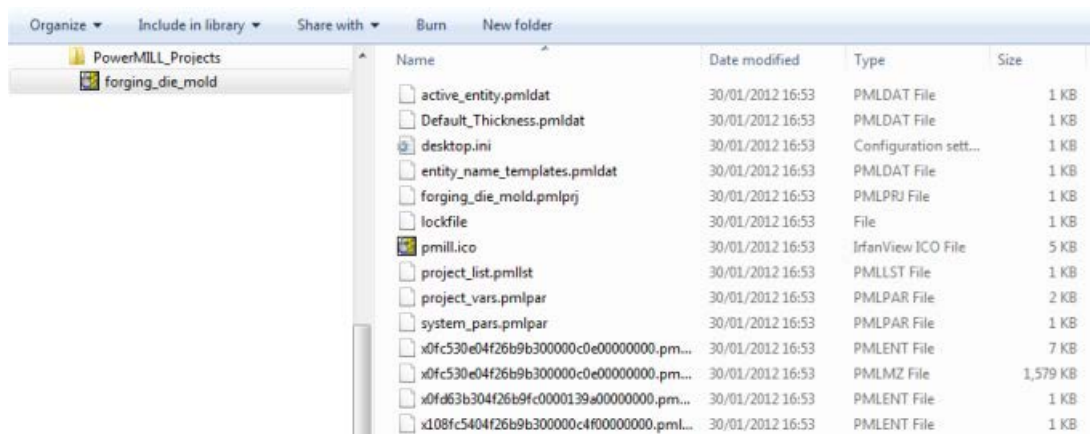 Organize Include in library Share with Burn New folder
PowerMILL_Projects
forging_die_mold
Name Date modified Type Size
active_entity.pmldat 30/01/2012 16:53 PMLDAT File 1 KB
Default_Thickness.pmldat 30/01/2012 16:53 PMLDAT File 1 KB
desktop.ini 30/01/2012 16:53 Configuration sett... 1 KB
entity_name_templates.pmldat 30/01/2012 16:53 PMLDAT File 1 KB
forging_die_mold.pmlprj 30/01/2012 16:53 PMLPRJ File 1 KB
lockfile 30/01/2012 16:53 File 1 KB
pmill.ico 30/01/2012 16:53 IrfanView ICO File 5 KB
project_list.pmllst 30/01/2012 16:53 PMLLST File 1 KB
project_vars.pmlpar 30/01/2012 16:53 PMLPAR File 2 KB
system_pars.pmlpar 30/01/2012 16:53 PMLPAR File 1 KB
x0fc530e04f26b9b300000c0e00000000.pm... 30/01/2012 16:53 PMLENT File 7 KB
x0fc530e04f26b9b300000c0e00000000.pm... 30/01/2012 16:53 PMLMZ File 1,579 KB
x0fd63b304f26b9fc0000139a00000000.pm... 30/01/2012 16:53 PMLENT File 1 KB
x108fc5404f26b9b300000c4f00000000.pml... 30/01/2012 16:53 PMLENT File 1 KB